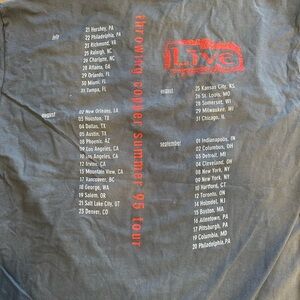 Live
throwing copper summer 95 tour
july
21 Hershey, PA
22 Philadelphia, PA
23 Richmond, VA
25 Raleigh, NC
26 Charlotte, NC
28 Atlanta, GA
29 Orlando, FL
30 Miami, FL
31 Tampa, FL
august
02 New Orleans, LA
03 Houston, TX
04 Dallas, TX
05 Austin, TX
08 Phoenix, AZ
09 Los Angeles, CA
10 Los Angeles, CA
12 Irvine, CA
15 Mountain View, CA
17 Vancouver, BC
18 George, WA
19 Salem, OR
21 Salt Lake City, UT
23 Denver, CO
august
25 Kansas City, KS
26 St. Louis, MO
28 Somerset, WI
29 Milwaukee, WI
31 Chicago, IL
september
01 Indianapolis, IN
02 Columbus, OH
03 Detroit, MI
04 Cleveland, OH
08 New York, NY
09 New York, NY
10 Hartford, CT
12 Toronto, ON
14 Holmdel, NJ
15 Boston, MA
16 Allentown, PA
17 Pittsburgh, PA
19 Columbia, MD
20 Philadelphia, PA